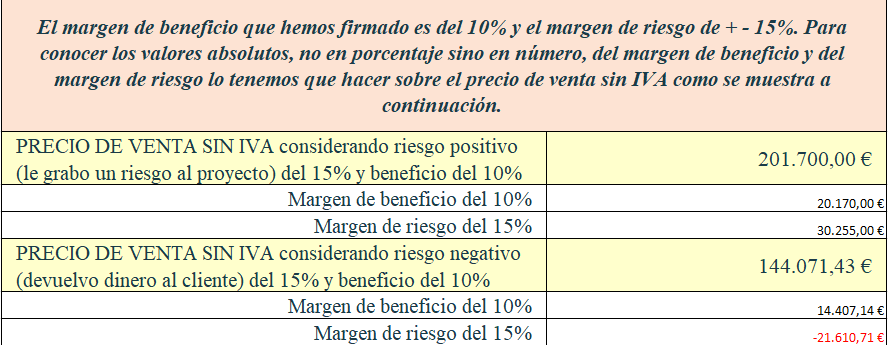 El margen de beneficio que hemos firmado es del 10% y el margen de riesgo de + - 15%. Para
conocer los valores absolutos, no en porcentaje sino en número, del margen de beneficio y del
margen de riesgo lo tenemos que hacer sobre el precio de venta sin IVA como se muestra a
continuación.
PRECIO DE VENTA SIN IVA considerando riesgo positivo
(le grabo un riesgo al proyecto) del 15% y beneficio del 10%
201.700,00 €
Margen de beneficio del 10%
20.170,00 €
Margen de riesgo del 15%
30.255,00 €
PRECIO DE VENTA SIN IVA considerando riesgo negativo
(devuelvo dinero al cliente) del 15% y beneficio del 10%
144.071,43 €
Margen de beneficio del 10%
14.407,14 €
Margen de riesgo del 15%
-21.610,71 €